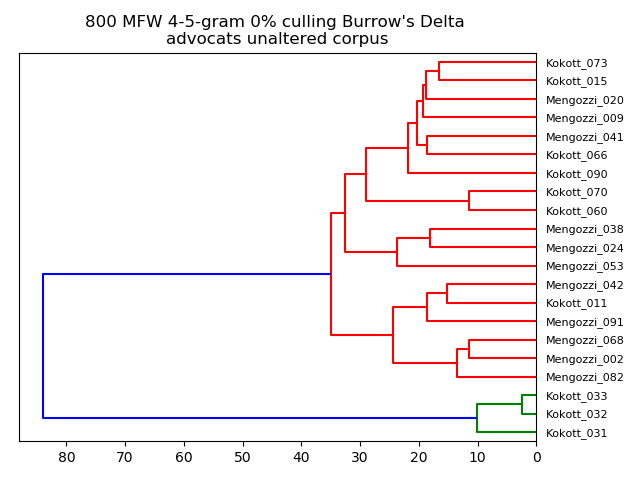 800 MFW 4-5-gram 0% culling Burrow's Delta
advocats unaltered corpus
Kokott_073
Kokott_015
Mengozzi_020
Mengozzi_009
Mengozzi_041
Kokott_066
Kokott_090
Kokott_070
Kokott_060
Mengozzi_038
Mengozzi_024
Mengozzi_053
Mengozzi_042
Kokott_011
Mengozzi_091
Mengozzi_068
Mengozzi_002
Mengozzi_082
Kokott_033
Kokott_032
Kokott_031
80 70 60 50 40 30 20 10 0